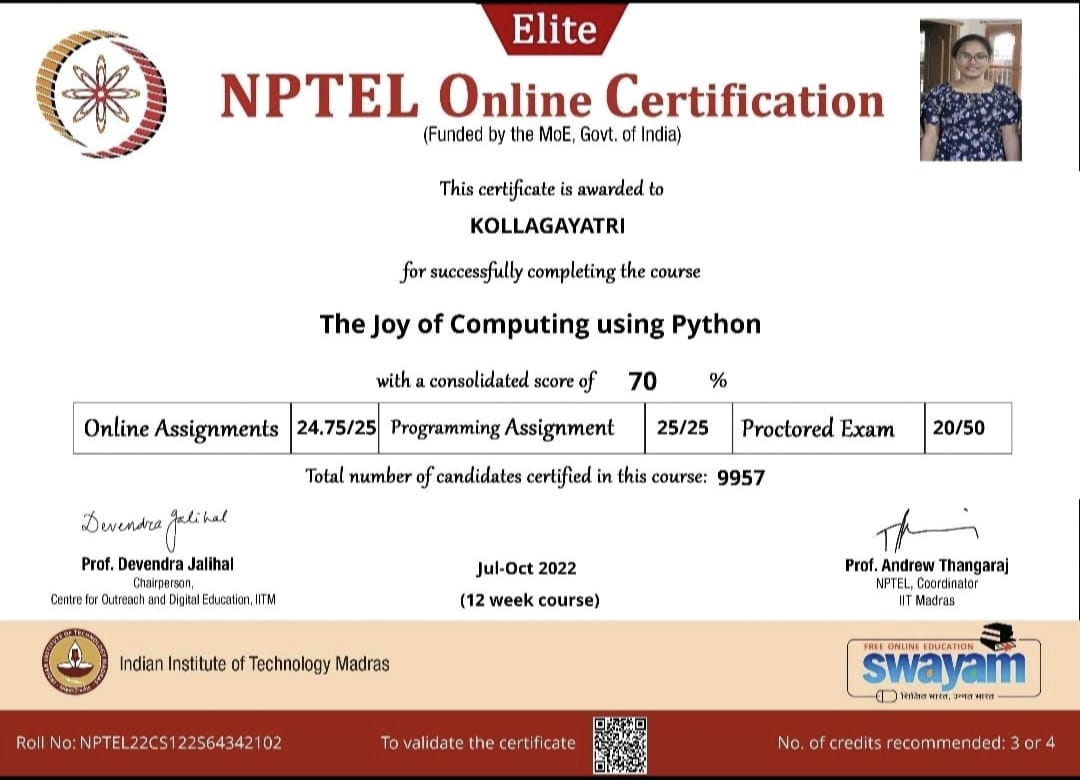 Elite
NPTEL Online Certification
(Funded by the MoE, Govt. of India)
This certificate is awarded to
KOLLAGAYATRI
for successfully completing the course
The Joy of Computing using Python
with a consolidated score of 70 %
Online Assignments 24.75/25 Programming Assignment 25/25 Proctored Exam 20/50
Total number of candidates certified in this course: 9957
Devendra Jalihal
Prof. Devendra Jalihal
Chairperson,
Centre for Outreach and Digital Education, IITM
Jul-Oct 2022
(12 week course)
Prof. Andrew Thangaraj
NPTEL, Coordinator
IIT Madras
Indian Institute of Technology Madras
FREE ONLINE EDUCATION
swayam
शिक्षित भारत, उन्नत भारत
Roll No: NPTEL22CS122S64342102
To validate the certificate
No. of credits recommended: 3 or 4